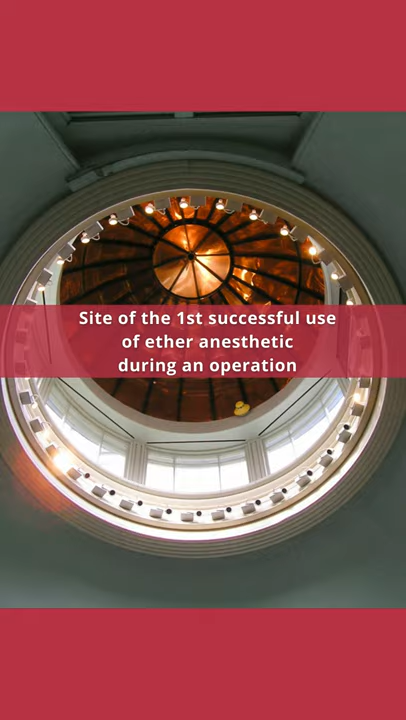 Site of the 1st successful use
of ether anesthetic
during an operation